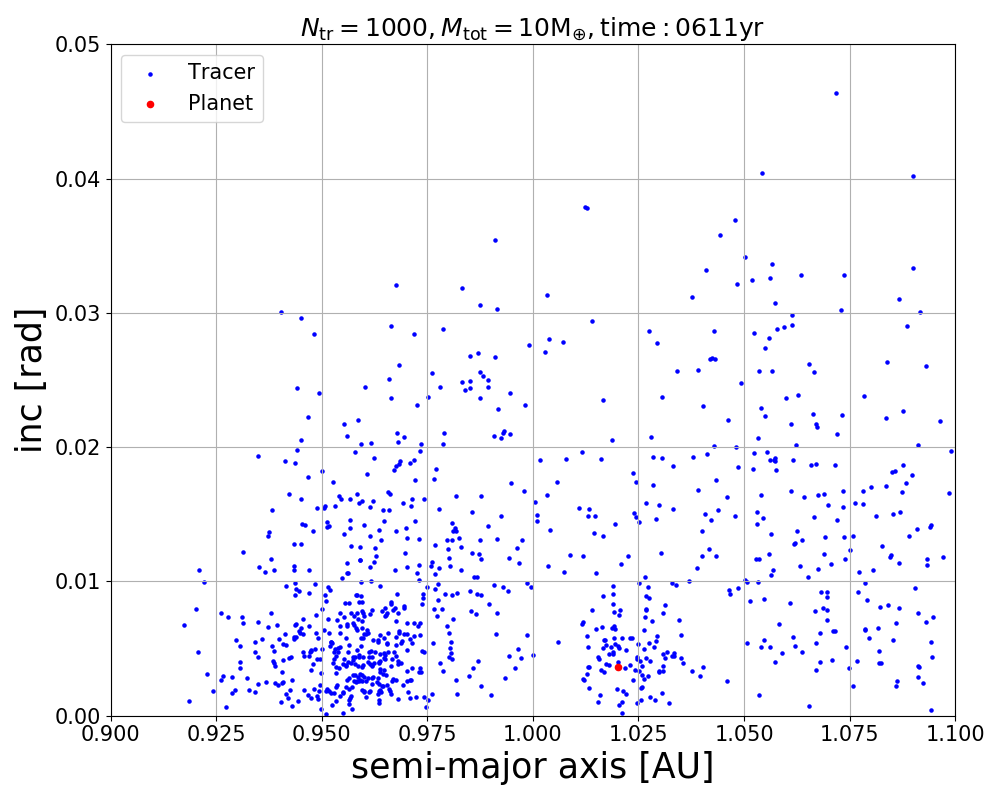 N_tr = 1000, M_tot = 10M_⊕, time : 0611yr
Tracer
Planet
0.05
0.04
0.03
0.02
0.01
0.00
inc [rad]
0.900 0.925 0.950 0.975 1.000 1.025 1.050 1.075 1.100
semi-major axis [AU]